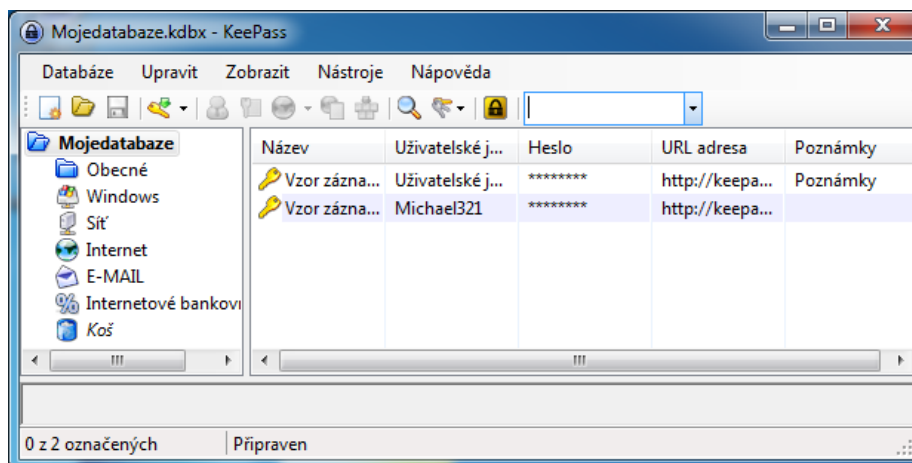 Mojedatabaze.kdbx - KeePass
Databáze Upravit Zobrazit Nástroje Nápověda
Mojedatabaze
Obecné
Windows
Síť
Internet
E-MAIL
Internetové bankovi
Koš
Název Uživatelské j... Heslo URL adresa Poznámky
Vzor zázna... Uživatelské j... ******** http://keepa... Poznámky
Vzor zázna... Michael321 ******** http://keepa...
0 z 2 označených Připraven